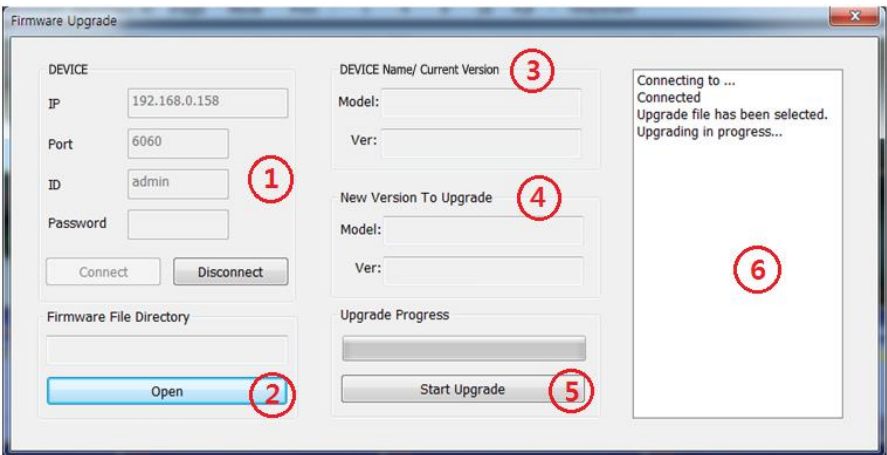 Firmware Upgrade
DEVICE
IP 192.168.0.158
Port 6060
ID admin
Password
Connect Disconnect
1
Firmware File Directory
Open
2
DEVICE Name/ Current Version
3
Model:
Ver:
New Version To Upgrade
4
Model:
Ver:
Upgrade Progress
Start Upgrade
5
Connecting to ...
Connected
Upgrade file has been selected.
Upgrading in progress...
6